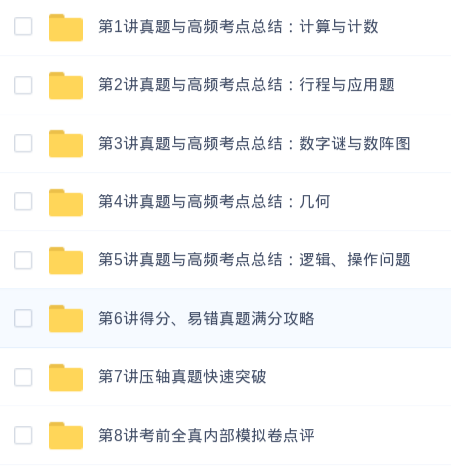 第1讲真题与高频考点总结：计算与计数
第2讲真题与高频考点总结：行程与应用题
第3讲真题与高频考点总结：数字谜与数阵图
第4讲真题与高频考点总结：几何
第5讲真题与高频考点总结：逻辑、操作问题
第6讲得分、易错真题满分攻略
第7讲压轴真题快速突破
第8讲考前全真内部模拟卷点评